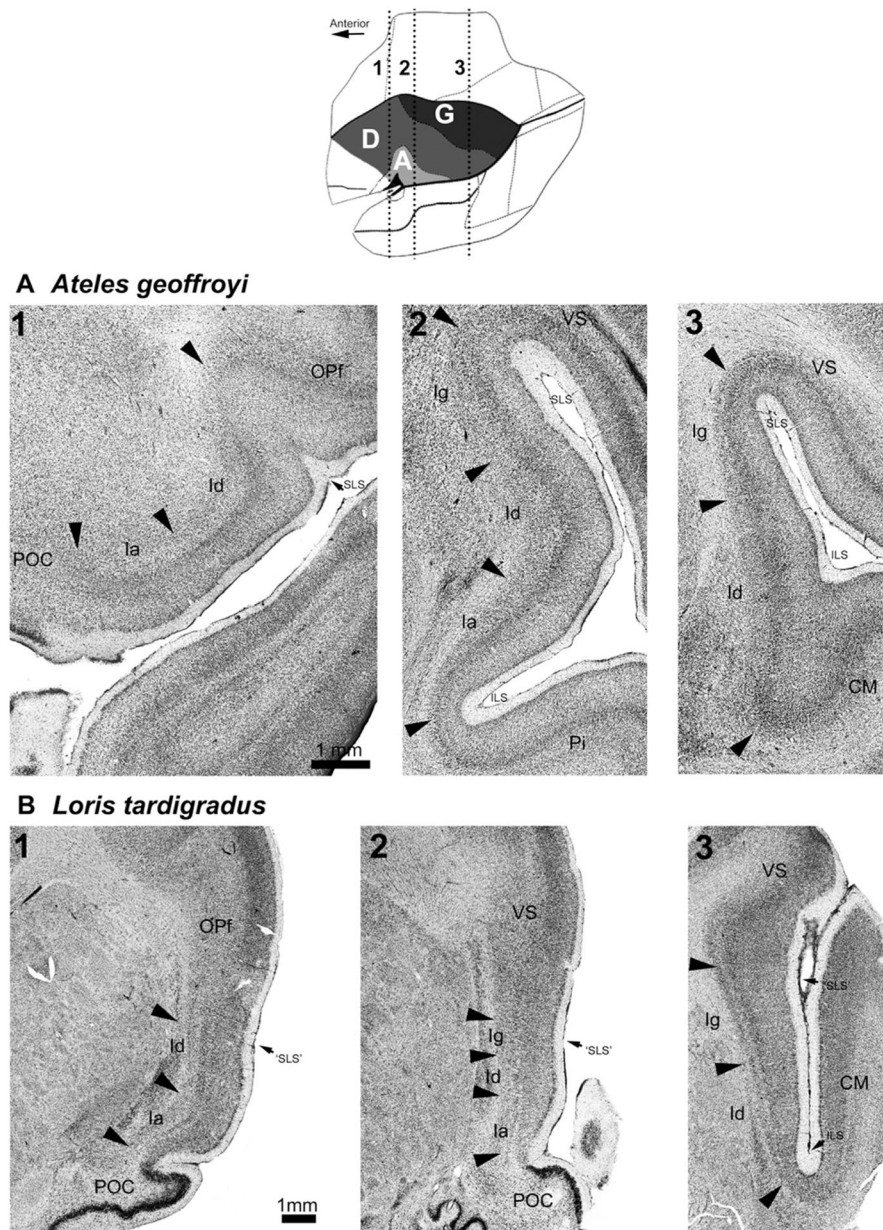 Anterior
1 2 3
G
D
A
A Ateles geoffroyi
1
OPf
Id
SLS
Ia
POC
1 mm
2
VS
Ig
SLS
Id
Ia
ILS
Pi
3
VS
SLS
Ig
ILS
Id
CM
B Loris tardigradus
1
OPf
Id
'SLS'
Ia
POC
1mm
2
VS
Ig
'SLS'
Id
Ia
POC
3
VS
SLS
Ig
CM
Id
ILS